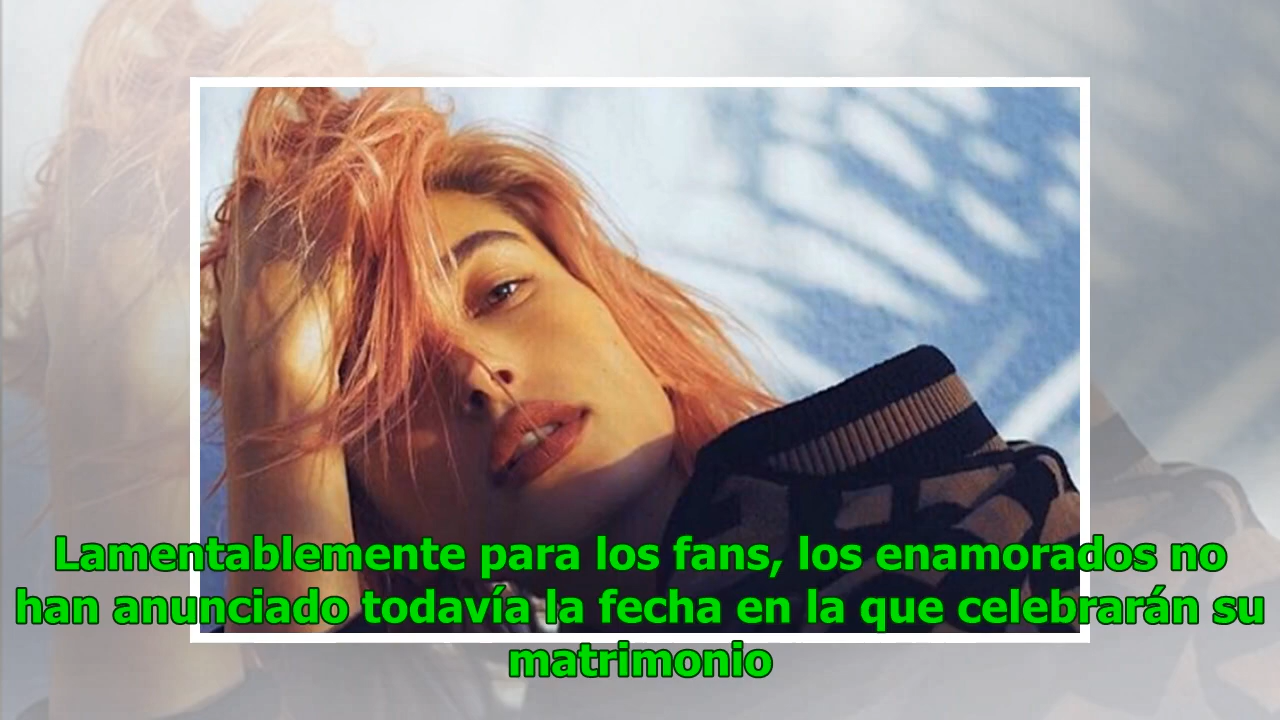 Lamentablemente para los fans, los enamorados no
han anunciado todavía la fecha en la que celebrarán su
matrimonio